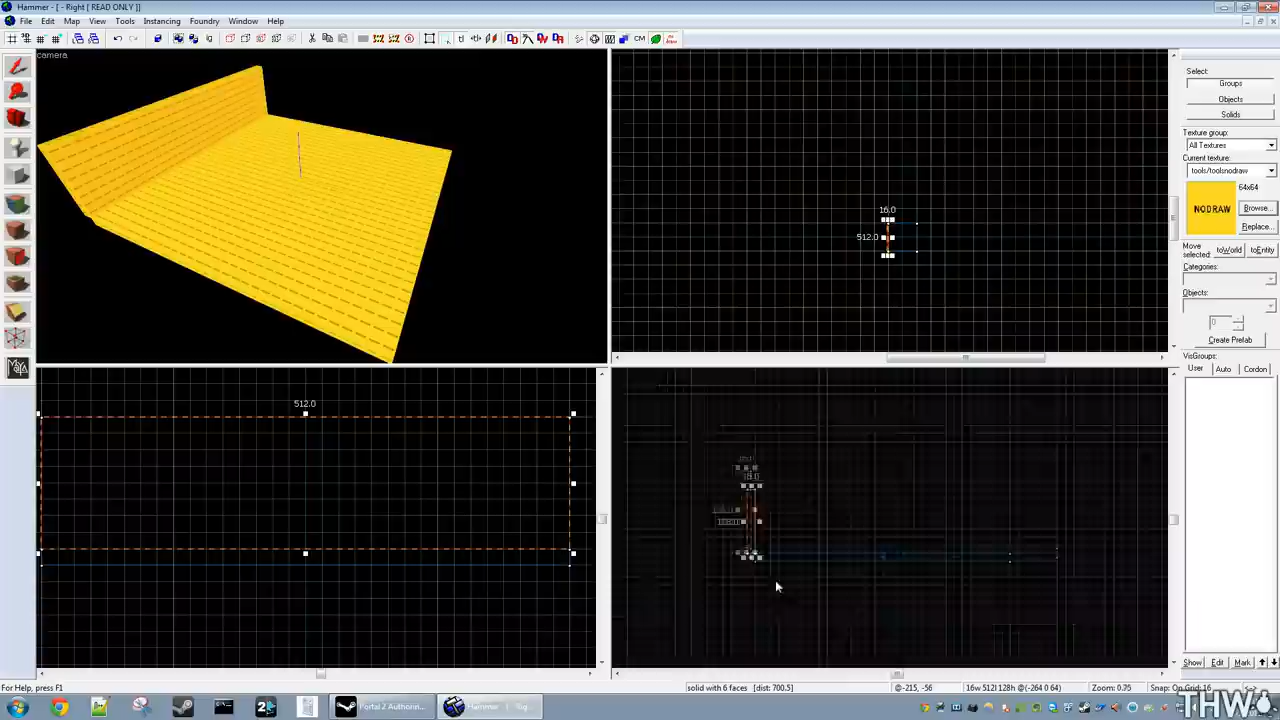 Hammer - [ - Right [ READ ONLY ]]
File Edit Map View Tools Instancing Foundry Window Help
camera
16.0
512.0
512.0
Select:
Groups
Objects
Solids
Texture group:
All Textures
Current texture:
tools/toolsnodraw
64x64
NODRAW
Browse...
Replace...
Move selected:
toWorld toEntity
Categories:
Objects:
0
Create Prefab
VisGroups:
User Auto Cordon
Show Edit Mark
For Help, press F1
solid with 6 faces [dist: 700.5]
@-215, -56
16w 512l 128h @(-264 0 64)
Zoom: 0.75
Snap: On Grid:16
Portal 2 Authorin...
Hammer - [ - Rig...